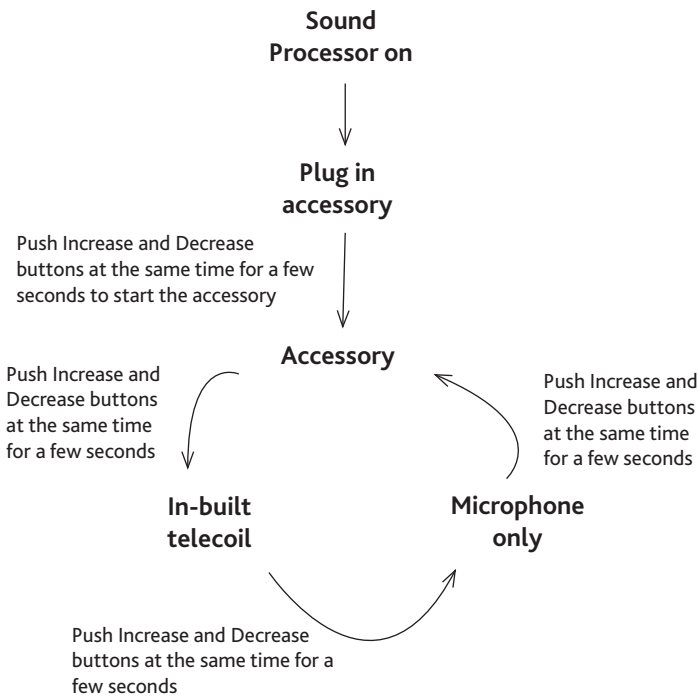 Sound
Processor on
Plug in
accessory
Push Increase and Decrease
buttons at the same time for a few
seconds to start the accessory
Accessory
Push Increase and
Decrease buttons
at the same time
for a few seconds
Push Increase and
Decrease buttons
at the same time
for a few seconds
In-built
telecoil
Microphone
only
Push Increase and Decrease
buttons at the same time for a
few seconds